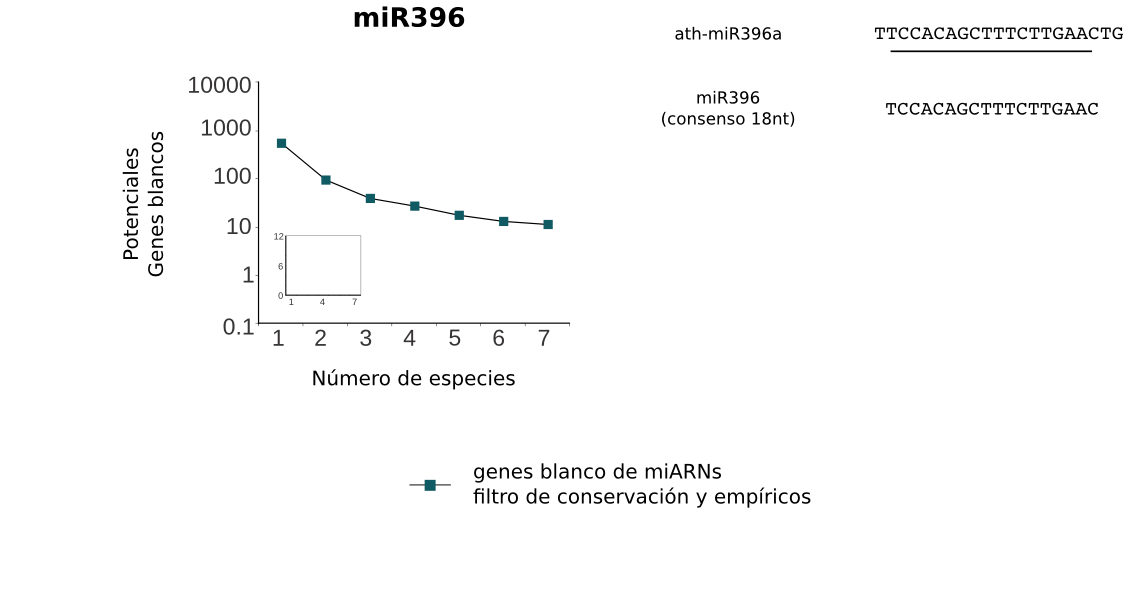 miR396
10000
1000
100
10
1
0.1
Potenciales
Genes blancos
12
6
0
1 4 7
1 2 3 4 5 6 7
Número de especies
ath-miR396a TTCCACAGCTTTCTTGAACTG
miR396
(consenso 18nt) TCCACAGCTTTCTTGAAC
genes blanco de miARNs
filtro de conservación y empíricos